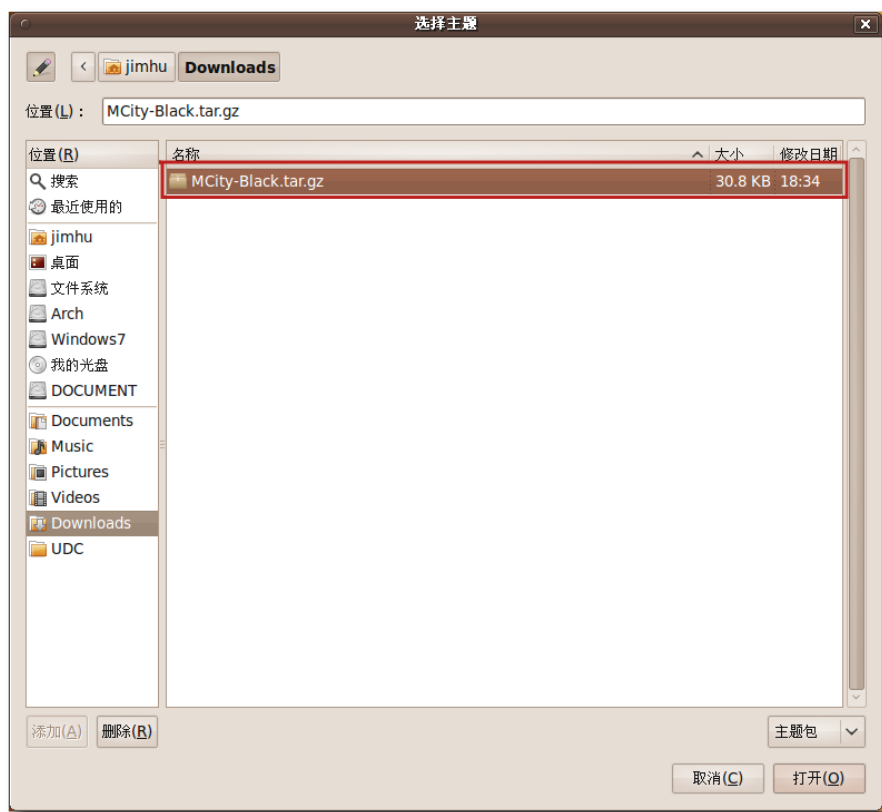 选择主题
jimhu Downloads
位置(L)： MCity-Black.tar.gz
位置(R) 名称 大小 修改日期
搜索 MCity-Black.tar.gz 30.8 KB 18:34
最近使用的
jimhu
桌面
文件系统
Arch
Windows7
我的光盘
DOCUMENT
Documents
Music
Pictures
Videos
Downloads
UDC
添加(A) 删除(R) 主题包
取消(C) 打开(O)